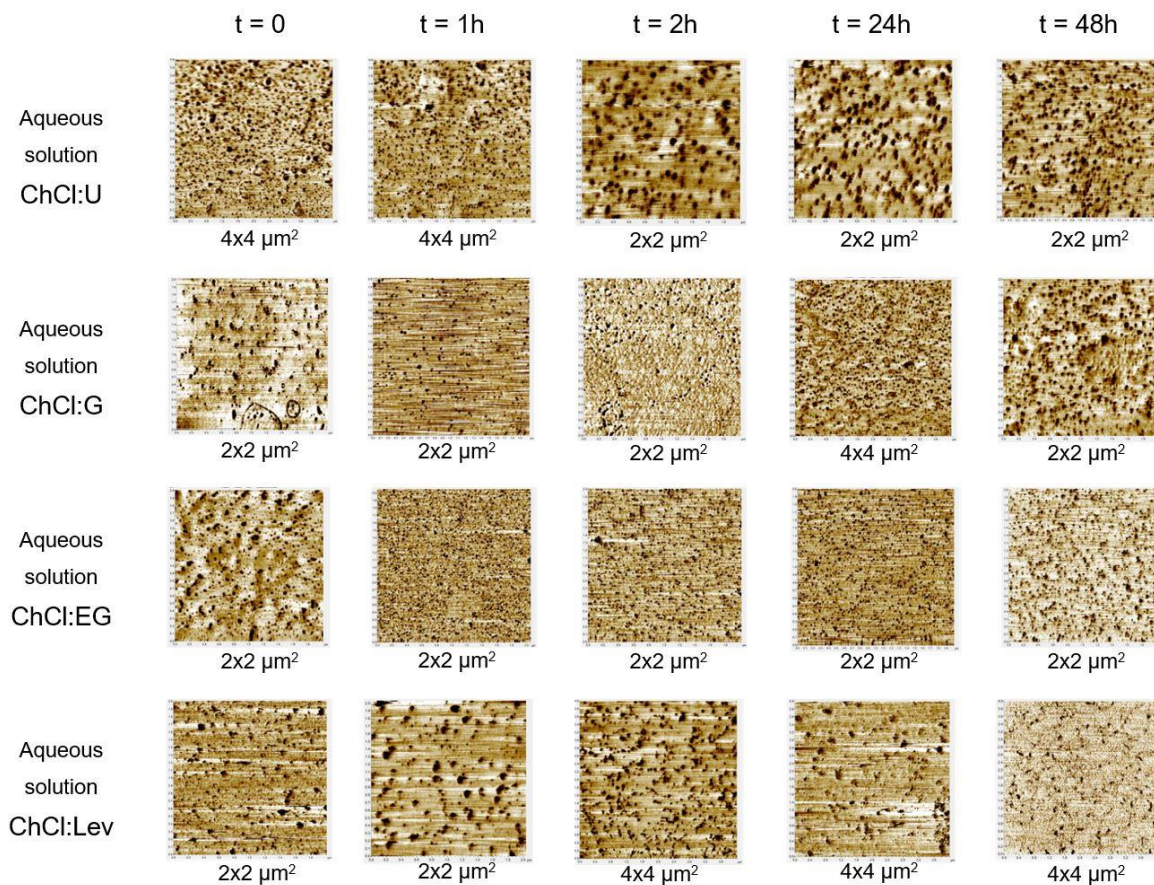 t = 0 t = 1h t = 2h t = 24h t = 48h
Aqueous
solution
ChCl:U
4x4 µm² 4x4 µm² 2x2 µm² 2x2 µm² 2x2 µm²
Aqueous
solution
ChCl:G
2x2 µm² 2x2 µm² 2x2 µm² 4x4 µm² 2x2 µm²
Aqueous
solution
ChCl:EG
2x2 µm² 2x2 µm² 2x2 µm² 2x2 µm² 2x2 µm²
Aqueous
solution
ChCl:Lev
2x2 µm² 2x2 µm² 4x4 µm² 4x4 µm² 4x4 µm²